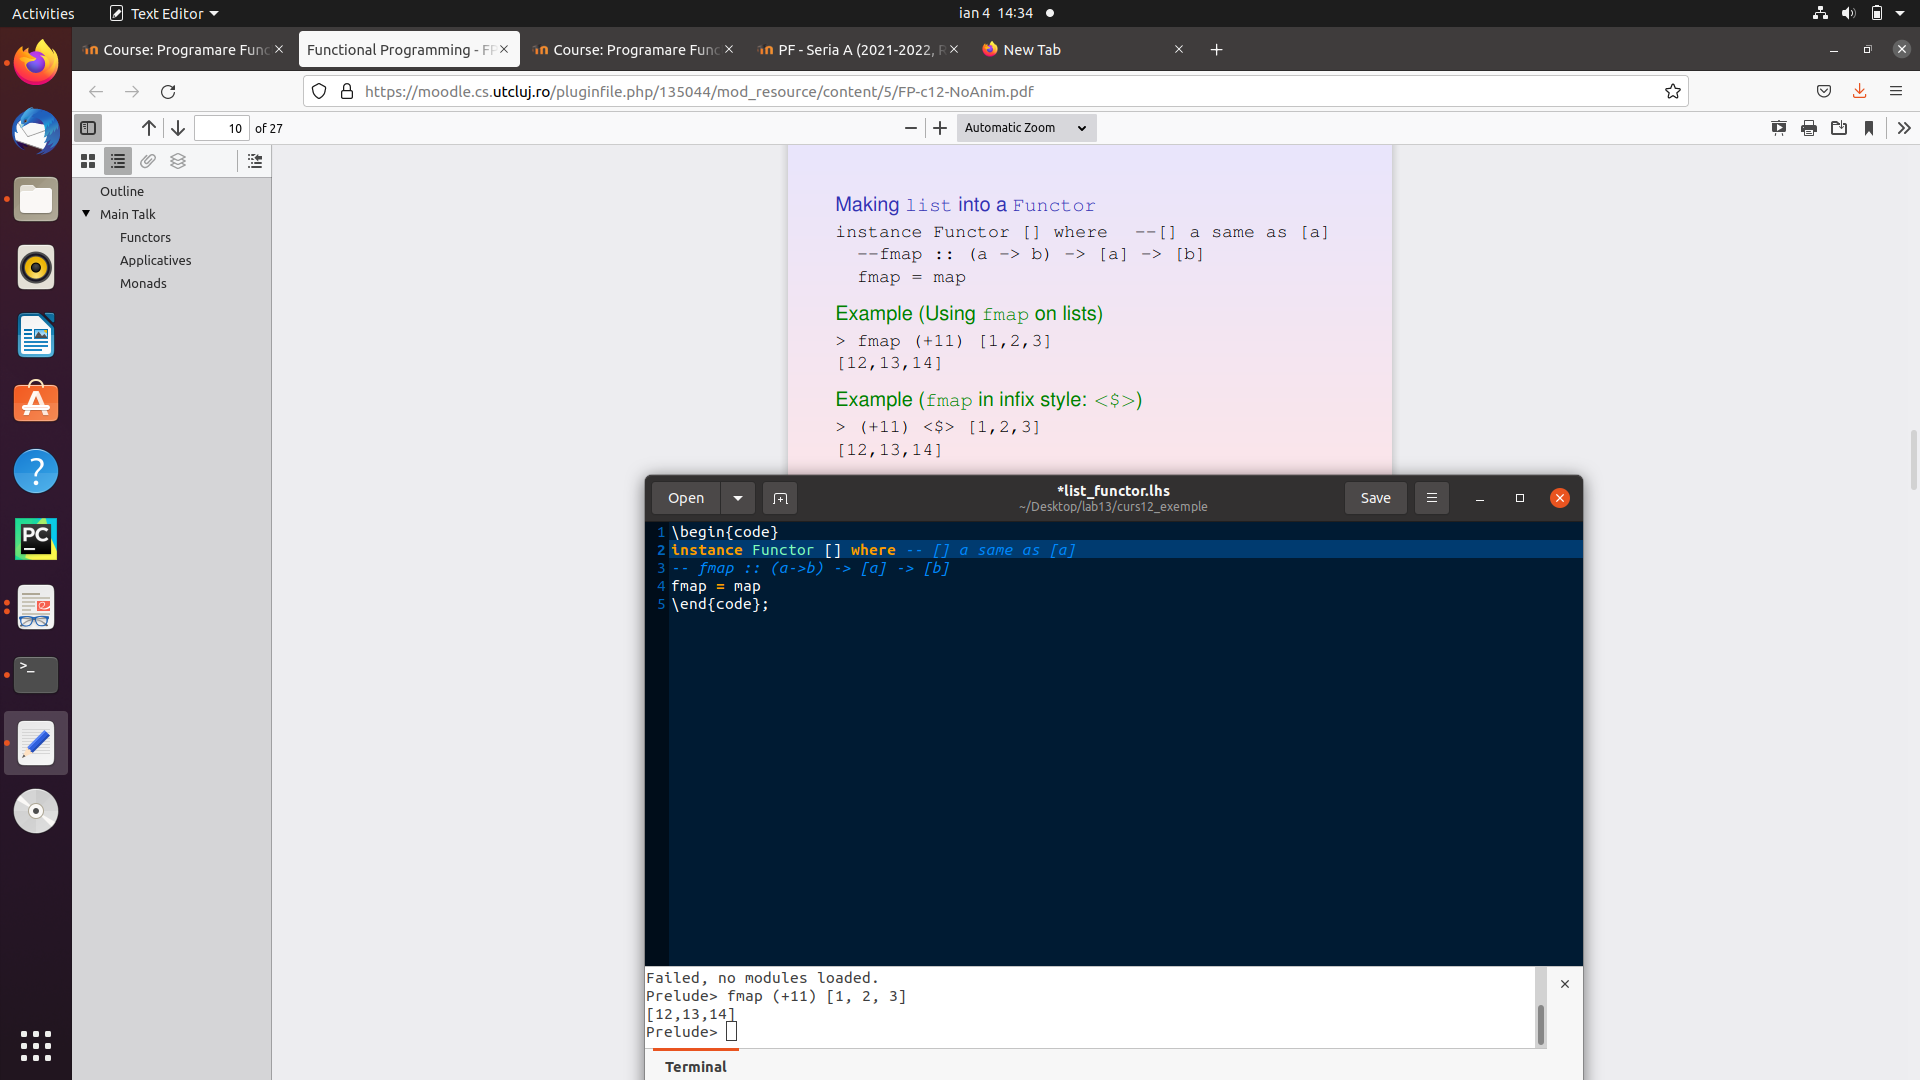 Activities
Text Editor
ian 4 14:34
Course: Programare Func
Functional Programming - FP
Course: Programare Func
PF - Seria A (2021-2022, R
New Tab
https://moodle.cs.utcluj.ro/pluginfile.php/135044/mod_resource/content/5/FP-c12-NoAnim.pdf
10 of 27
Automatic Zoom
Outline
Main Talk
Functors
Applicatives
Monads
Making list into a Functor
instance Functor [] where --[] a same as [a]
--fmap :: (a -> b) -> [a] -> [b]
fmap = map
Example (Using fmap on lists)
> fmap (+11) [1,2,3]
[12,13,14]
Example (fmap in infix style: <$>)
> (+11) <$> [1,2,3]
[12,13,14]
Open
*list_functor.lhs
~/Desktop/lab13/curs12_exemple
Save
1 \begin{code}
2 instance Functor [] where -- [] a same as [a]
3 -- fmap :: (a->b) -> [a] -> [b]
4 fmap = map
5 \end{code};
Failed, no modules loaded.
Prelude> fmap (+11) [1, 2, 3]
[12,13,14]
Prelude>
Terminal